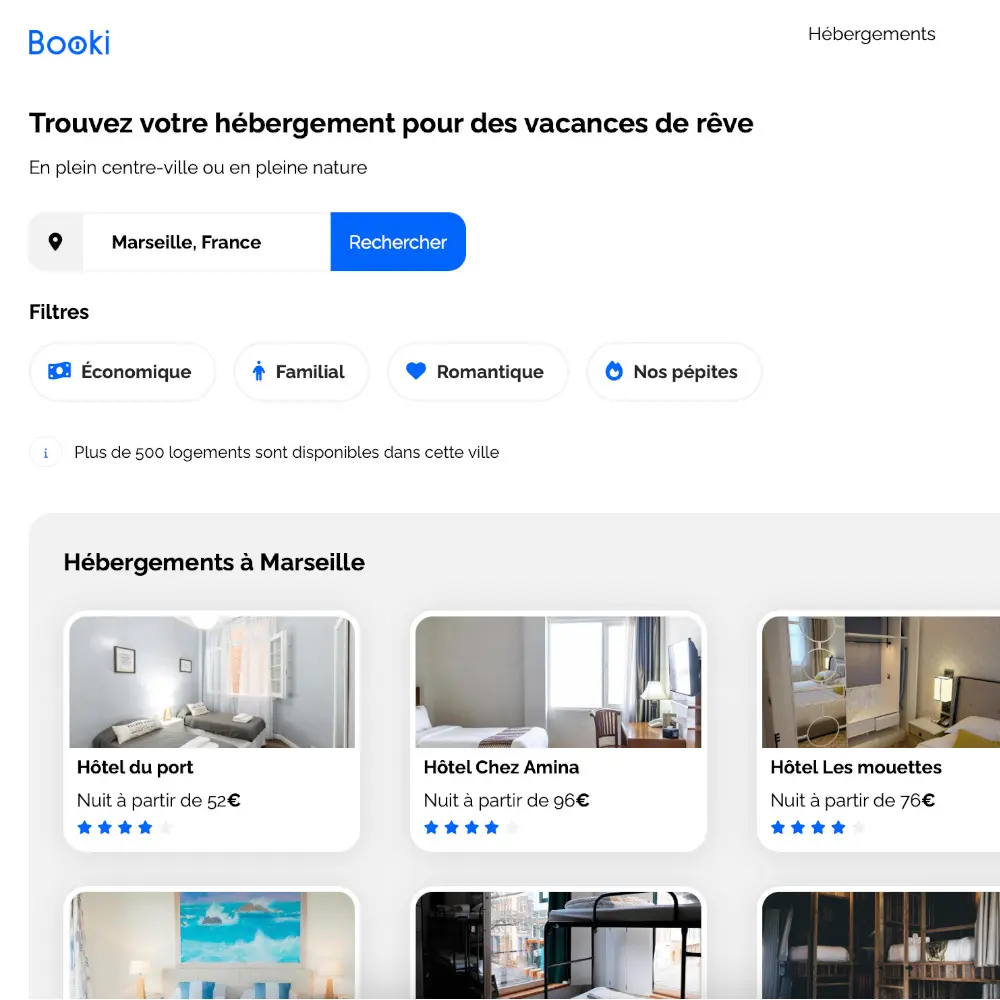 Booki
Hébergements
Trouvez votre hébergement pour des vacances de rêve
En plein centre-ville ou en pleine nature
Marseille, France
Rechercher
Filtres
Économique
Familial
Romantique
Nos pépites
i
Plus de 500 logements sont disponibles dans cette ville
Hébergements à Marseille
Hôtel du port
Nuit à partir de 52€
Hôtel Chez Amina
Nuit à partir de 96€
Hôtel Les mouettes
Nuit à partir de 76€